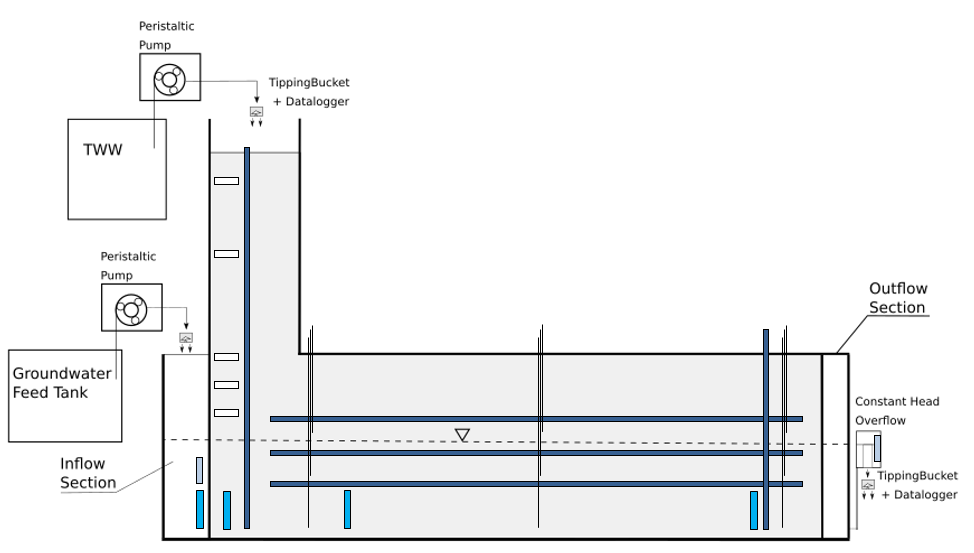 Peristaltic
Pump
TippingBucket
+ Datalogger
TWW
Peristaltic
Pump
Outflow
Section
Groundwater
Feed Tank
Constant Head
Overflow
Inflow
Section
TippingBucket
+ Datalogger